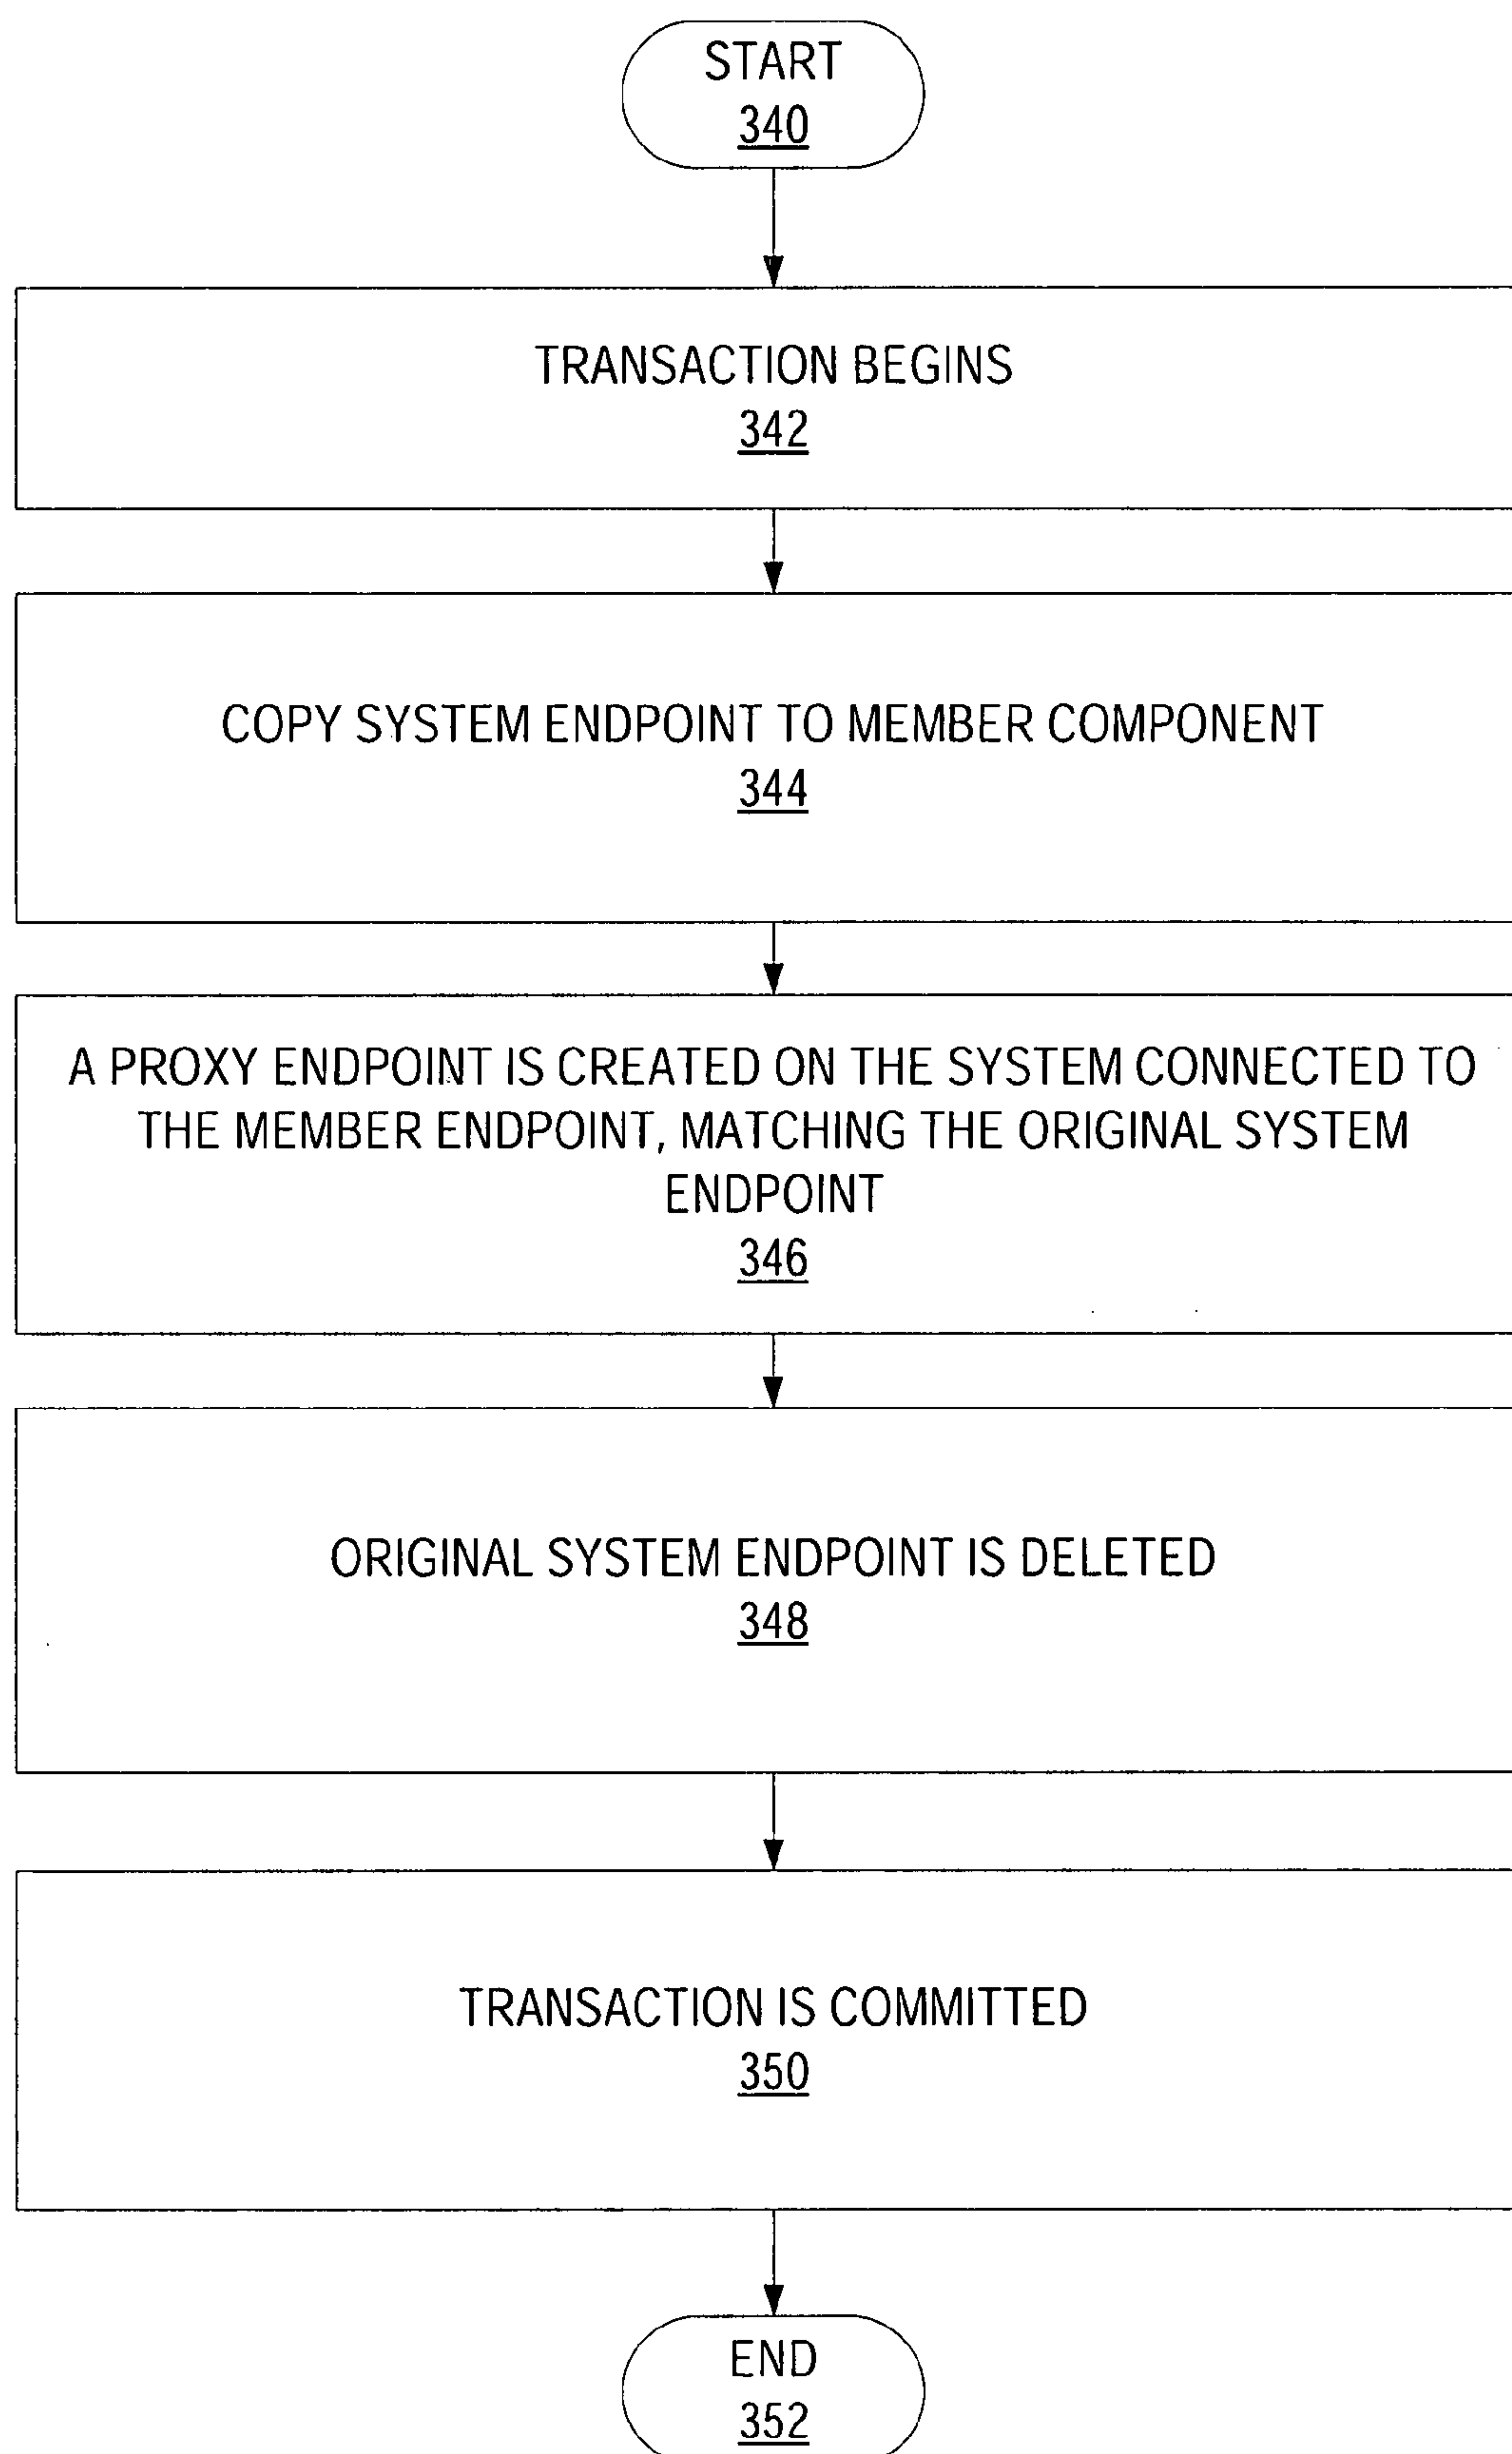 START
340
TRANSACTION BEGINS
342
COPY SYSTEM ENDPOINT TO MEMBER COMPONENT
344
A PROXY ENDPOINT IS CREATED ON THE SYSTEM CONNECTED TO
THE MEMBER ENDPOINT, MATCHING THE ORIGINAL SYSTEM
ENDPOINT
346
ORIGINAL SYSTEM ENDPOINT IS DELETED
348
TRANSACTION IS COMMITTED
350
END
352